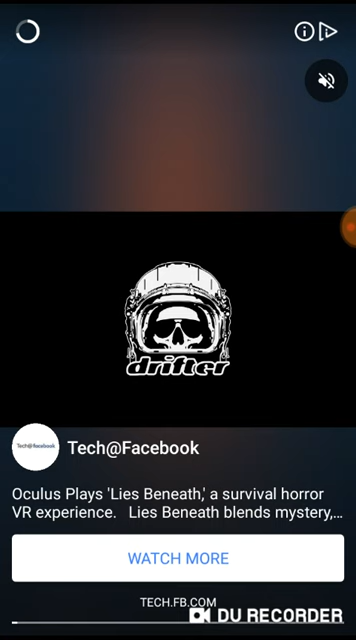 drifter
Tech@facebook
Tech@Facebook
Oculus Plays 'Lies Beneath,' a survival horror
VR experience.   Lies Beneath blends mystery,...
WATCH MORE
TECH.FB.COM
DU RECORDER